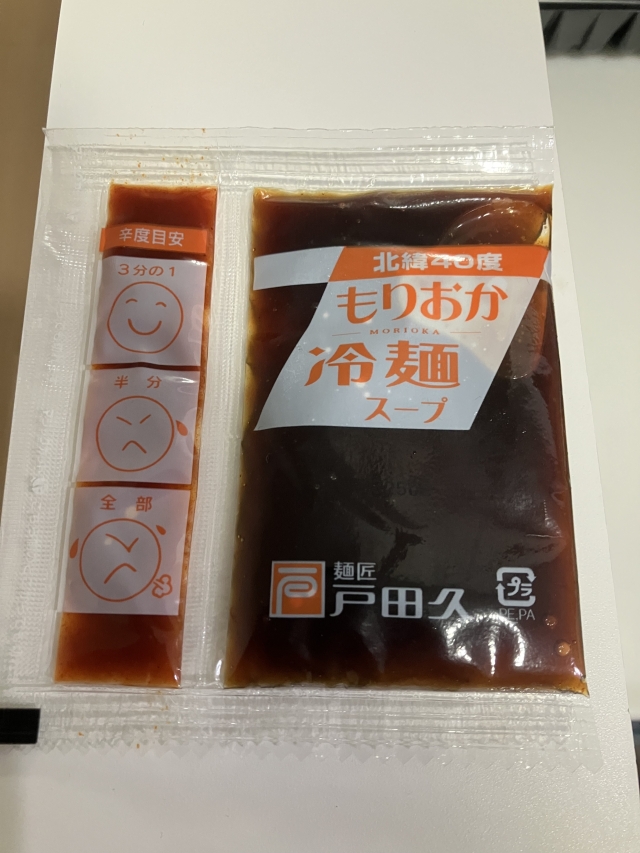 辛度目安
3分の1
半分
全部
北緯40度
もりおか
MORIOKA
冷麺
スープ
麺匠
戸田久
プラ
PE,PA